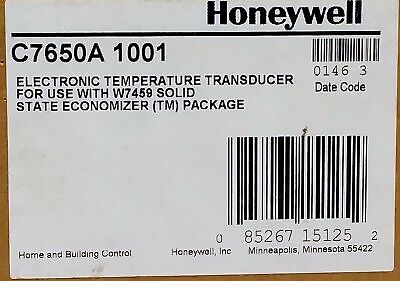 Honeywell
C7650A 1001
0146 3
Date Code
ELECTRONIC TEMPERATURE TRANSDUCER
FOR USE WITH W7459 SOLID
STATE ECONOMIZER (TM) PACKAGE
0 85267 15125 2
Home and Building Control Honeywell, Inc Minneapolis, Minnesota 55422